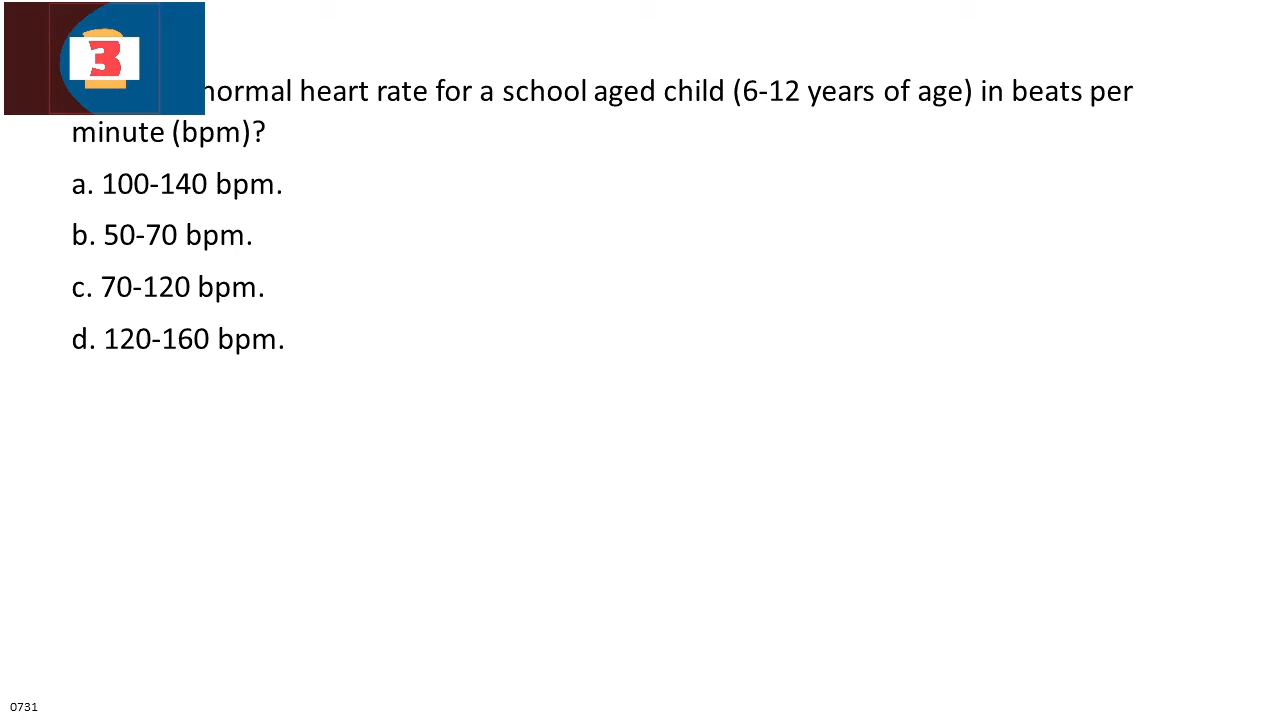 3
normal heart rate for a school aged child (6-12 years of age) in beats per
minute (bpm)?
a. 100-140 bpm.
b. 50-70 bpm.
c. 70-120 bpm.
d. 120-160 bpm.
0731